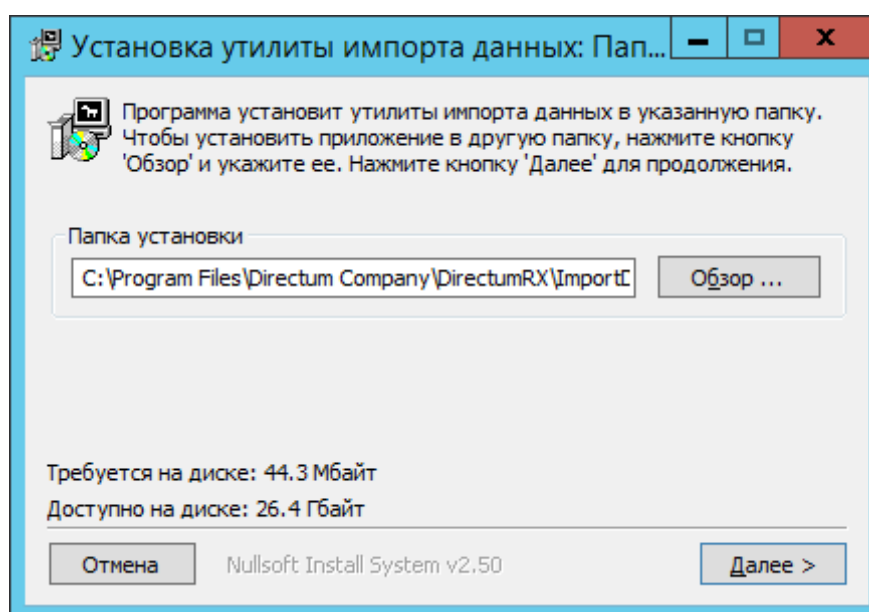 Установка утилиты импорта данных: Пап...
Программа установит утилиты импорта данных в указанную папку.
Чтобы установить приложение в другую папку, нажмите кнопку
'Обзор' и укажите ее. Нажмите кнопку 'Далее' для продолжения.
Папка установки
C:\Program Files\Directum Company\DirectumRX\ImportD
Обзор ...
Требуется на диске: 44.3 Мбайт
Доступно на диске: 26.4 Гбайт
Отмена
Nullsoft Install System v2.50
Далее >